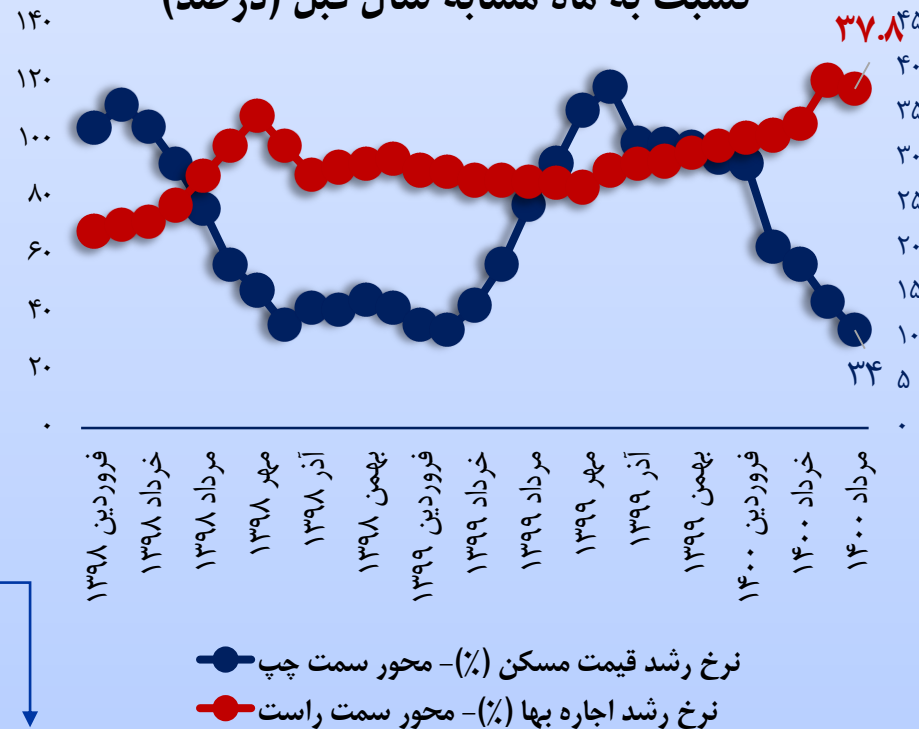 نسبت به ماه مشابه سال قبل (درصد)
۱۴۰
۱۲۰
۱۰۰
۸۰
۶۰
۴۰
۲۰
۰
۳۷.۸
۳۴
۴۵
۴۰
۳۵
۳۰
۲۵
۲۰
۱۵
۱۰
۵
۰
فروردین ۱۳۹۸
خرداد ۱۳۹۸
مرداد ۱۳۹۸
مهر ۱۳۹۸
آذر ۱۳۹۸
بهمن ۱۳۹۸
فروردین ۱۳۹۹
خرداد ۱۳۹۹
مرداد ۱۳۹۹
مهر ۱۳۹۹
آذر ۱۳۹۹
بهمن ۱۳۹۹
فروردین ۱۴۰۰
خرداد ۱۴۰۰
مرداد ۱۴۰۰
نرخ رشد قیمت مسکن (٪)- محور سمت چپ
نرخ رشد اجاره بها (٪)- محور سمت راست